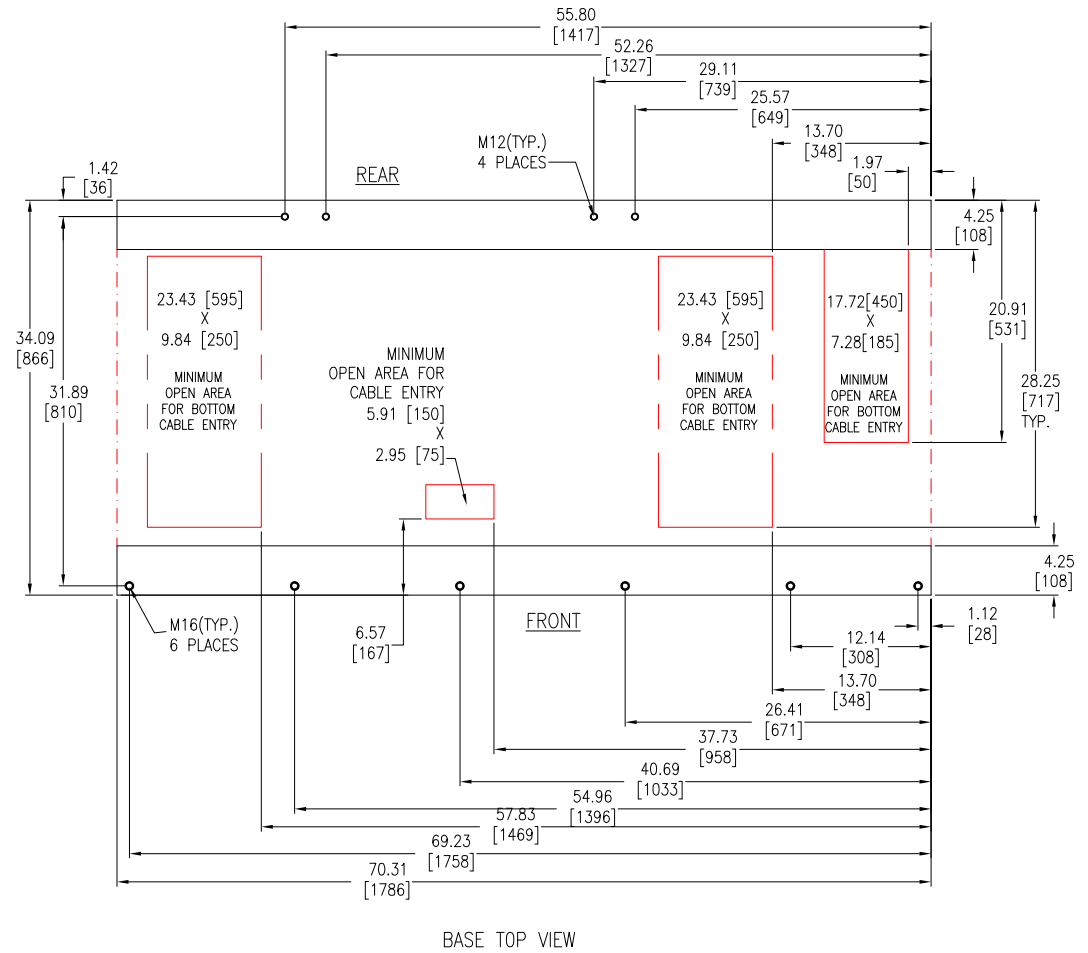 55.80
[1417]
52.26
[1327]
29.11
[739]
25.57
[649]
13.70
[348]
1.97
[50]
M12(TYP.)
4 PLACES
REAR
1.42
[36]
4.25
[108]
34.09
[866]
31.89
[810]
23.43 [595]
X
9.84 [250]
MINIMUM
OPEN AREA
FOR BOTTOM
CABLE ENTRY
MINIMUM
OPEN AREA FOR
CABLE ENTRY
5.91 [150]
X
2.95 [75]
23.43 [595]
X
9.84 [250]
MINIMUM
OPEN AREA
FOR BOTTOM
CABLE ENTRY
17.72[450]
X
7.28[185]
MINIMUM
OPEN AREA
FOR BOTTOM
CABLE ENTRY
20.91
[531]
28.25
[717]
TYP.
4.25
[108]
M16(TYP.)
6 PLACES
6.57
[167]
FRONT
1.12
[28]
12.14
[308]
13.70
[348]
26.41
[671]
37.73
[958]
40.69
[1033]
54.96
[1396]
57.83
[1469]
69.23
[1758]
70.31
[1786]
BASE TOP VIEW